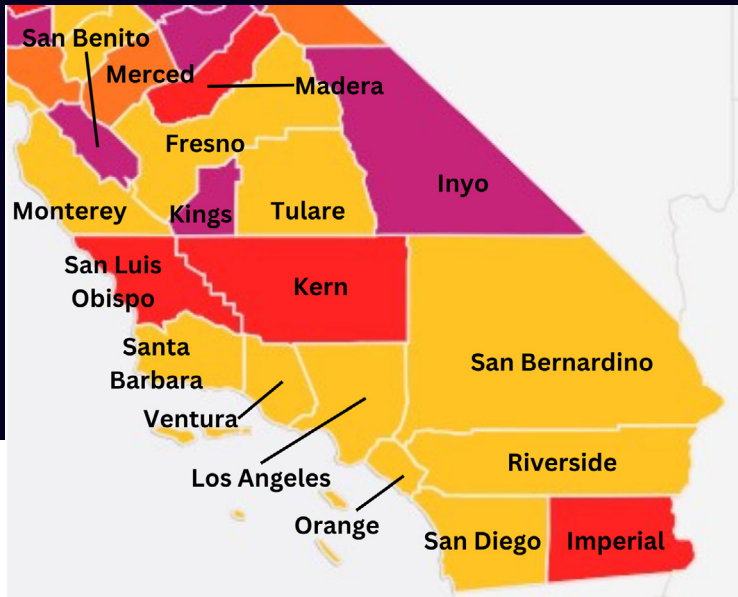 San Benito
Merced
Madera
Fresno
Inyo
Monterey
Kings
Tulare
San Luis
Obispo
Kern
Santa
Barbara
San Bernardino
Ventura
Los Angeles
Riverside
Orange
San Diego
Imperial